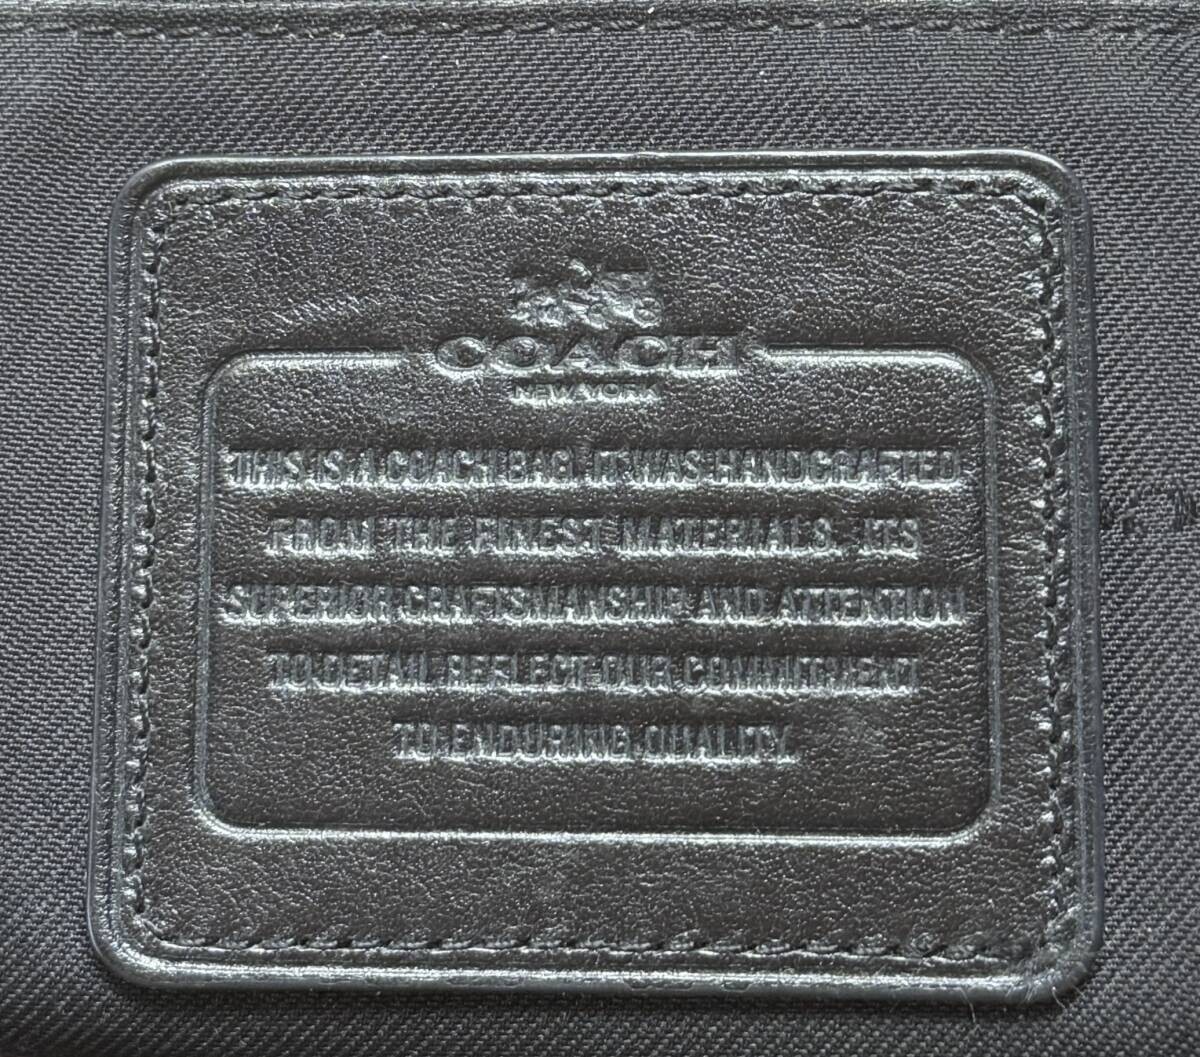 COACH
NEW YORK
THIS IS A COACH BAG. IT WAS HANDCRAFTED
FROM THE FINEST MATERIALS. ITS
SUPERIOR CRAFTSMANSHIP AND ATTENTION
TO DETAIL REFLECT OUR COMMITMENT
TO ENDURING QUALITY.